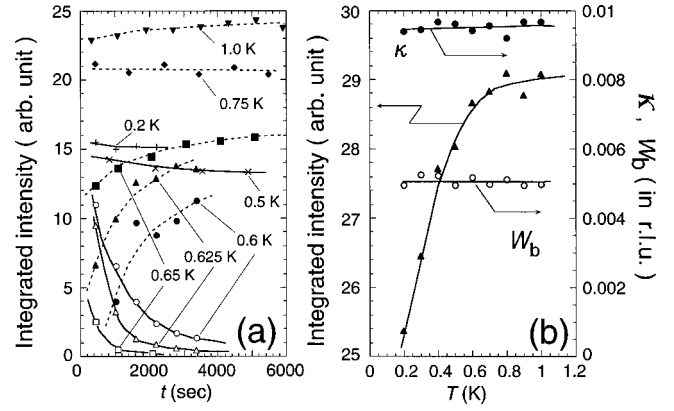 Integrated intensity ( arb. unit )
30
25
20
15
10
5
0
1.0 K
0.75 K
0.2 K
0.5 K
0.6 K
0.625 K
0.65 K
(a)
0 2000 4000 6000
t (sec)
Integrated intensity ( arb. unit )
30
29
28
27
26
25
κ
W_b
(b)
0 0.2 0.4 0.6 0.8 1 1.2
T (K)
0.01
0.008
0.006
0.004
0.002
0
κ , W_b ( in r.l.u. )